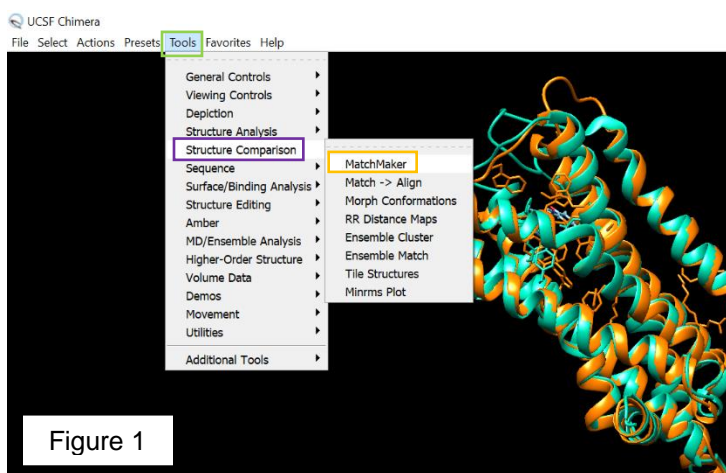 UCSF Chimera
File Select Actions Presets Tools Favorites Help
General Controls
Viewing Controls
Depiction
Structure Analysis
Structure Comparison
Sequence
Surface/Binding Analysis
Structure Editing
Amber
MD/Ensemble Analysis
Higher-Order Structure
Volume Data
Demos
Movement
Utilities
Additional Tools
MatchMaker
Match -> Align
Morph Conformations
RR Distance Maps
Ensemble Cluster
Ensemble Match
Tile Structures
Minrms Plot
Figure 1